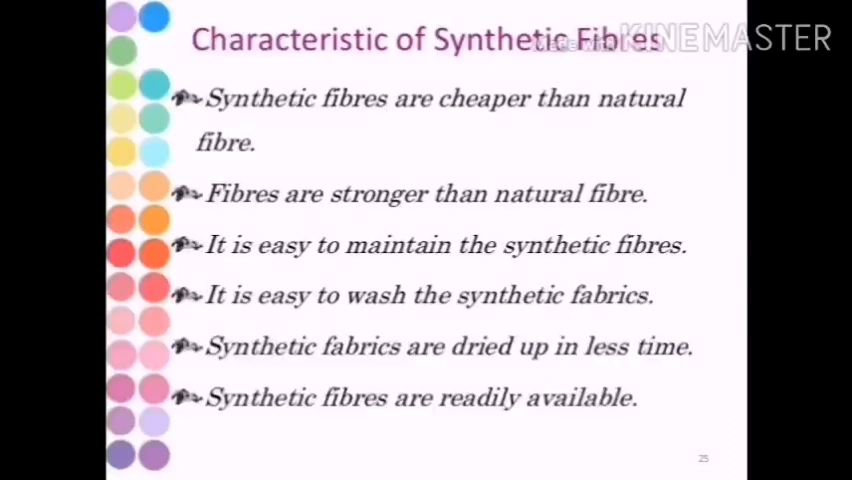 Characteristic of Synthetic Fibres
Made with KINEMASTER
Synthetic fibres are cheaper than natural
fibre.
Fibres are stronger than natural fibre.
It is easy to maintain the synthetic fibres.
It is easy to wash the synthetic fabrics.
Synthetic fabrics are dried up in less time.
Synthetic fibres are readily available.
25